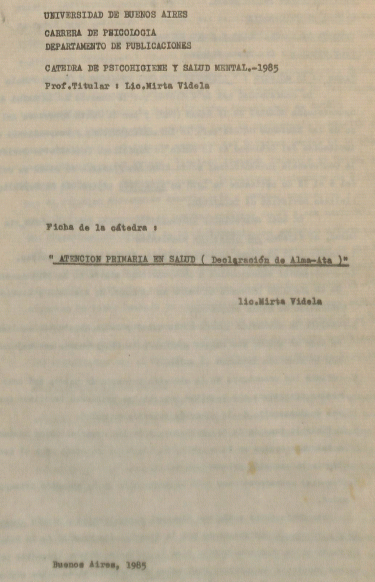 UNIVERSIDAD DE BUENOS AIRES
CARRERA DE PSICOLOGIA
DEPARTAMENTO DE PUBLICACIONES
CATEDRA DE PSICOHIGIENE Y SALUD MENTAL.-1985
Prof.Titular : Lic.Mirta Videla
Ficha de la cátedra :
" ATENCION PRIMARIA EN SALUD ( Declaración de Alma-Ata )"
lic.Mirta Videla
Buenos Aires, 1985